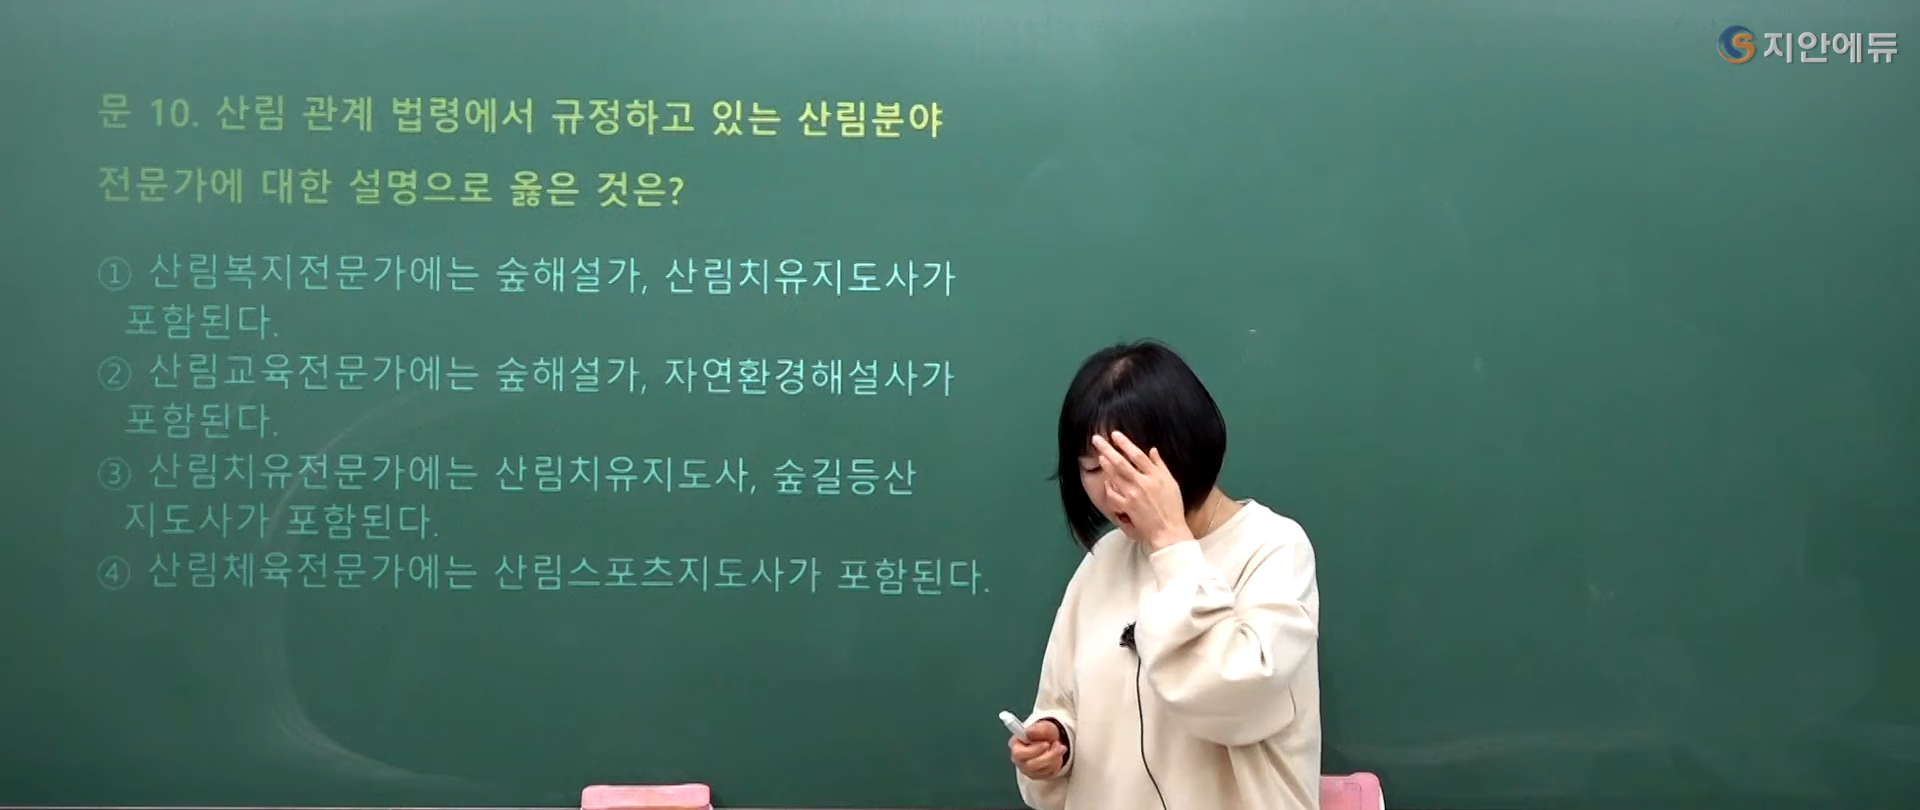 지안에듀
문 10. 산림 관계 법령에서 규정하고 있는 산림분야
전문가에 대한 설명으로 옳은 것은?
① 산림복지전문가에는 숲해설가, 산림치유지도사가
포함된다.
② 산림교육전문가에는 숲해설가, 자연환경해설사가
포함된다.
③ 산림치유전문가에는 산림치유지도사, 숲길등산
지도사가 포함된다.
④ 산림체육전문가에는 산림스포츠지도사가 포함된다.